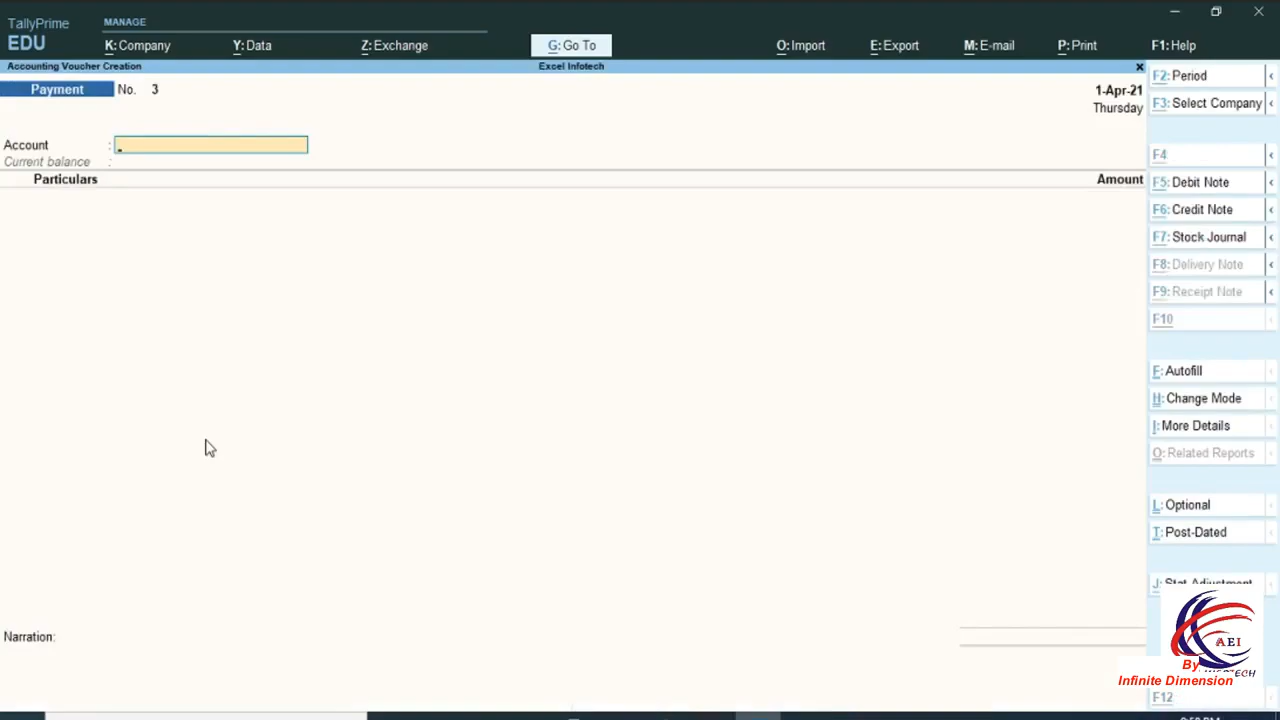 TallyPrime
EDU
MANAGE
K: Company
Y: Data
Z: Exchange
G: Go To
O: Import
E: Export
M: E-mail
P: Print
F1: Help
Accounting Voucher Creation
Excel Infotech
x
Payment No. 3
1-Apr-21
Thursday
Account :
Current balance :
Particulars
Amount
Narration:
F2: Period
F3: Select Company
F4
F5: Debit Note
F6: Credit Note
F7: Stock Journal
F8: Delivery Note
F9: Receipt Note
F10
F: Autofill
H: Change Mode
I: More Details
O: Related Reports
L: Optional
T: Post-Dated
J: Stat Adjustment
AEI
By
Infinite Dimension
F12